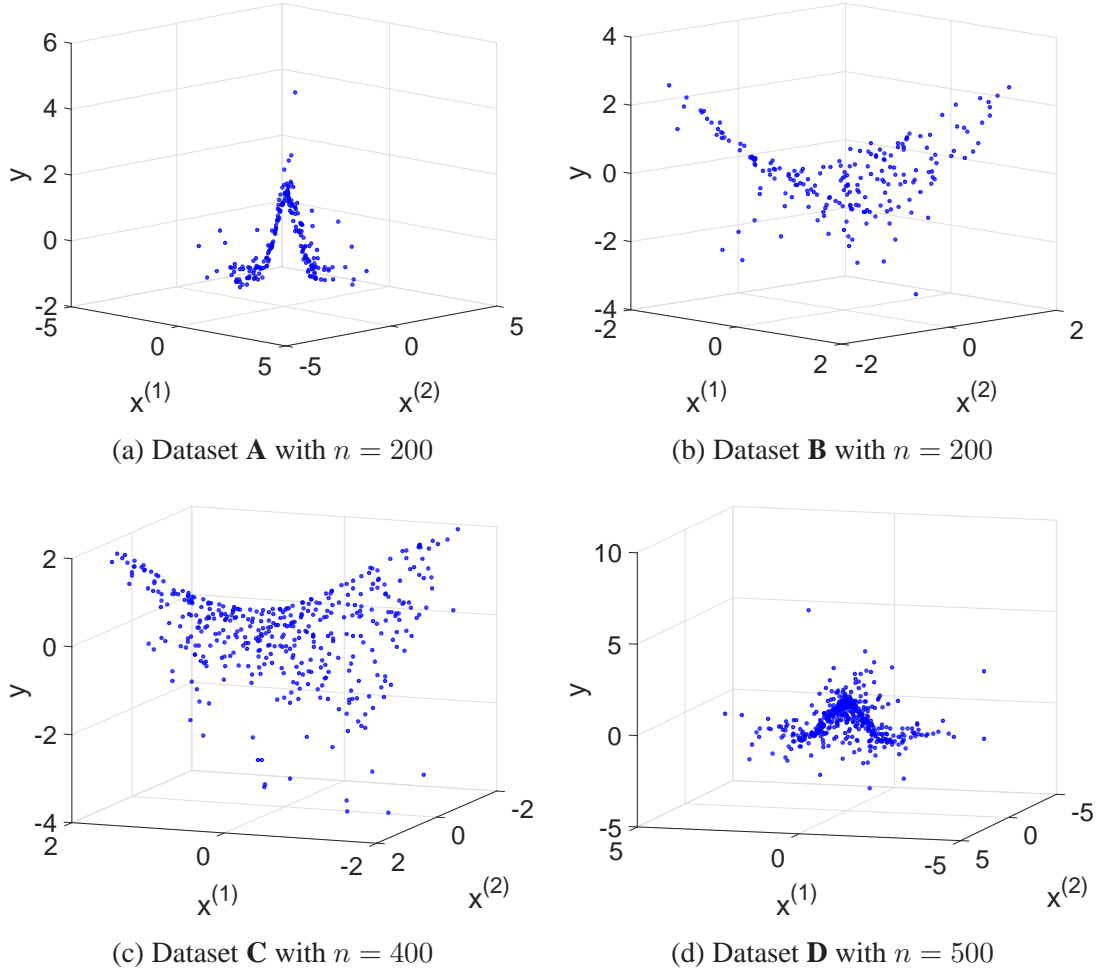 6
4
2
0
-2
-5
0
5
-5
0
5
y
x(1)
x(2)
(a) Dataset A with n = 200
4
2
0
-2
-4
-2
0
2
-2
0
2
y
x(1)
x(2)
(b) Dataset B with n = 200
2
0
-2
-4
2
0
-2
2
0
-2
y
x(1)
x(2)
(c) Dataset C with n = 400
10
5
0
-5
5
0
-5
5
0
-5
y
x(1)
x(2)
(d) Dataset D with n = 500